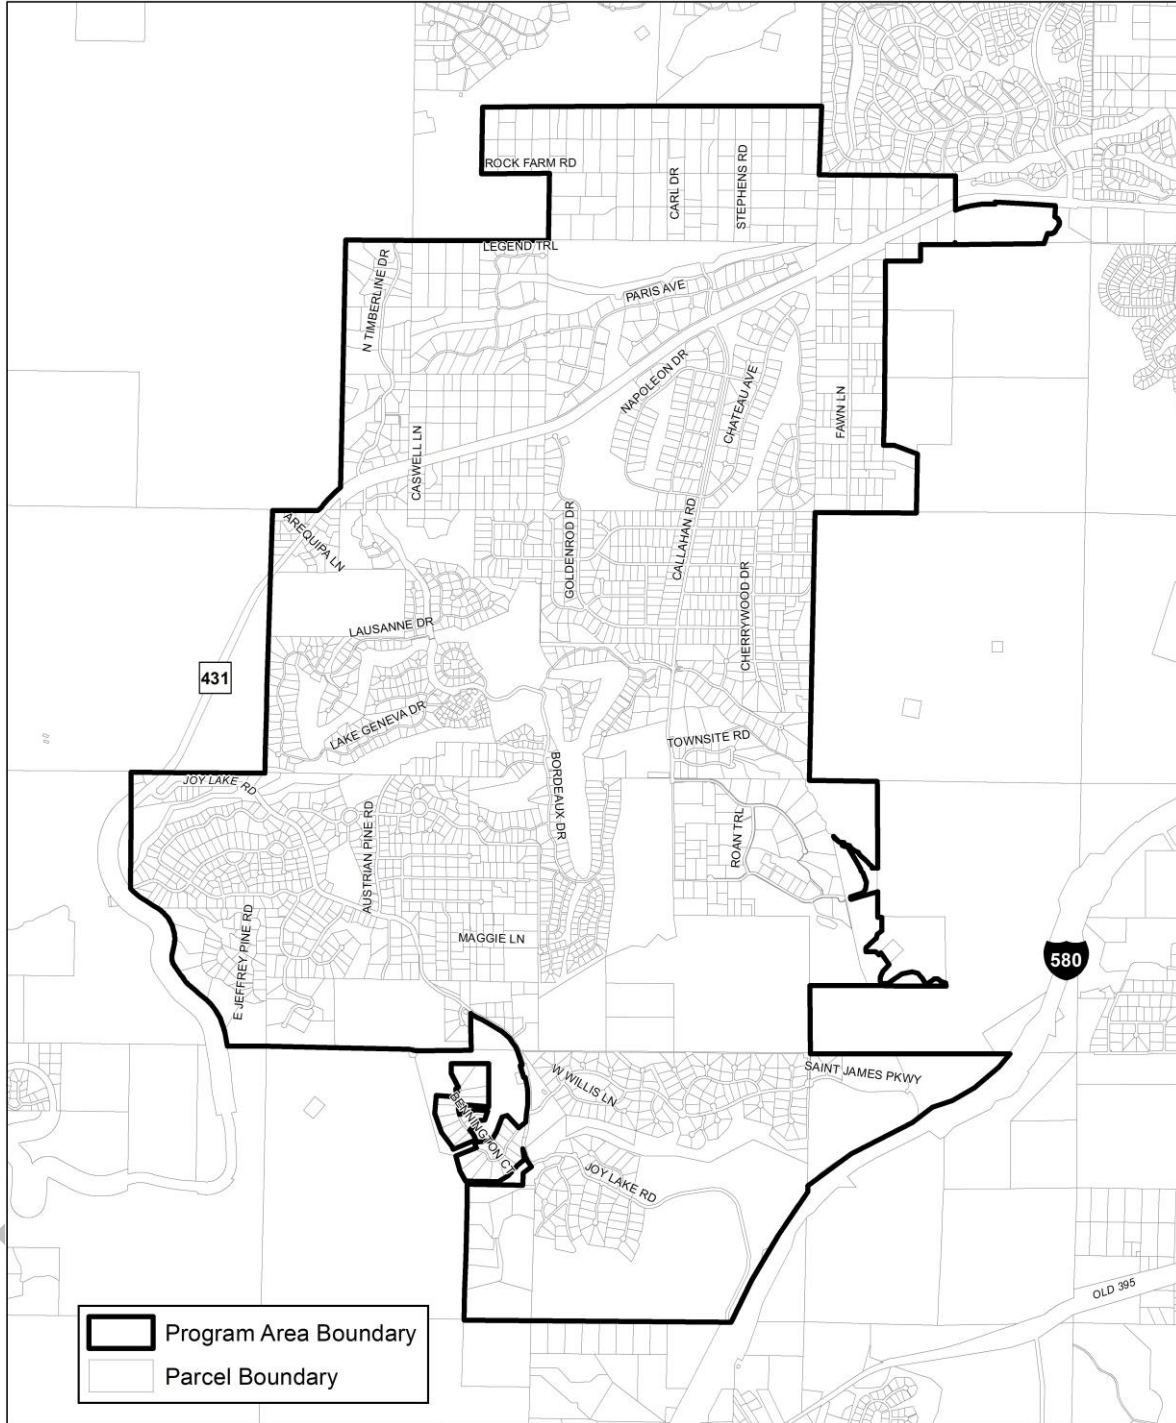 ROCK FARM RD
CARL DR
STEPHENS RD
LEGEND TRL
N TIMBERLINE DR
PARIS AVE
NAPOLEON DR
CHATEAU AVE
FAWN LN
CASWELL LN
AREQUIPA LN
GOLDENROD DR
CALLAHAN RD
CHERRYWOOD DR
LAUSANNE DR
431
LAKE GENEVA DR
TOWNSITE RD
JOY LAKE RD
BORDEAUX DR
AUSTRIAN PINE RD
ROAN TRL
E JEFFREY PINE RD
MAGGIE LN
580
W WILLIS LN
SAINT JAMES PKWY
BENNINGTON CT
JOY LAKE RD
OLD 395
Program Area Boundary
Parcel Boundary